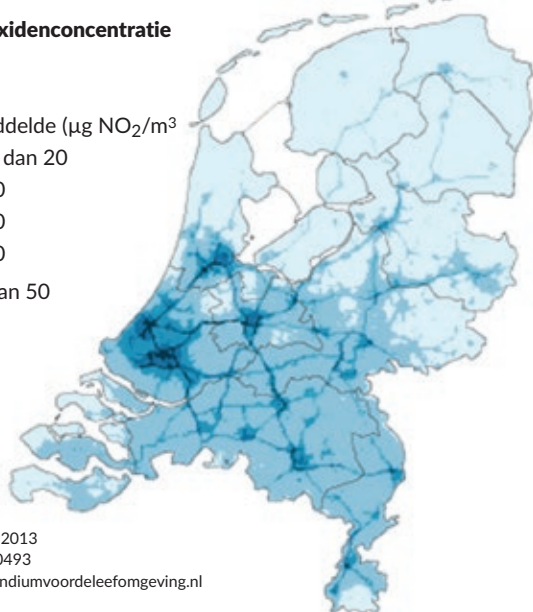 xidenconcentratie
ddelde (µg NO₂/m³
dan 20
0
0
0
an 50
2013
0493
ndiumvoordeleefomgeving.nl